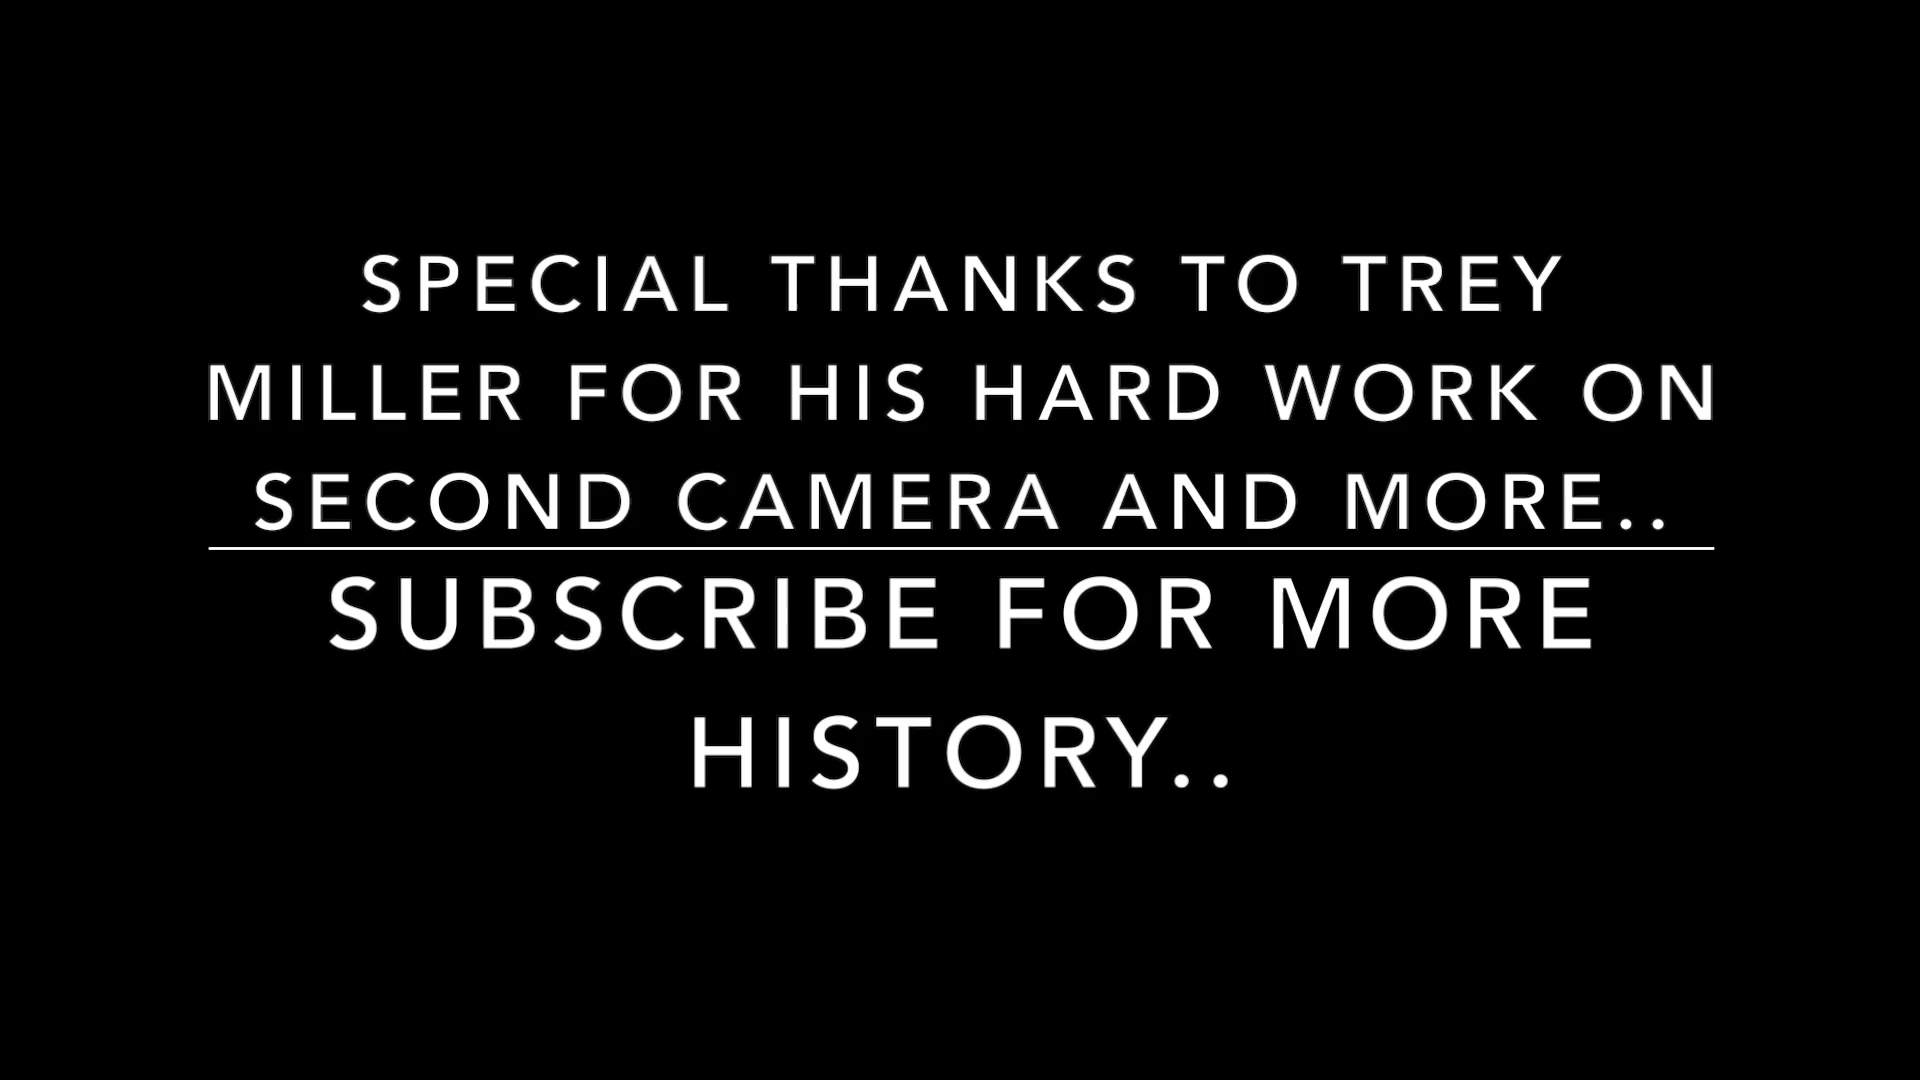 SPECIAL THANKS TO TREY
MILLER FOR HIS HARD WORK ON
SECOND CAMERA AND MORE..
SUBSCRIBE FOR MORE
HISTORY..